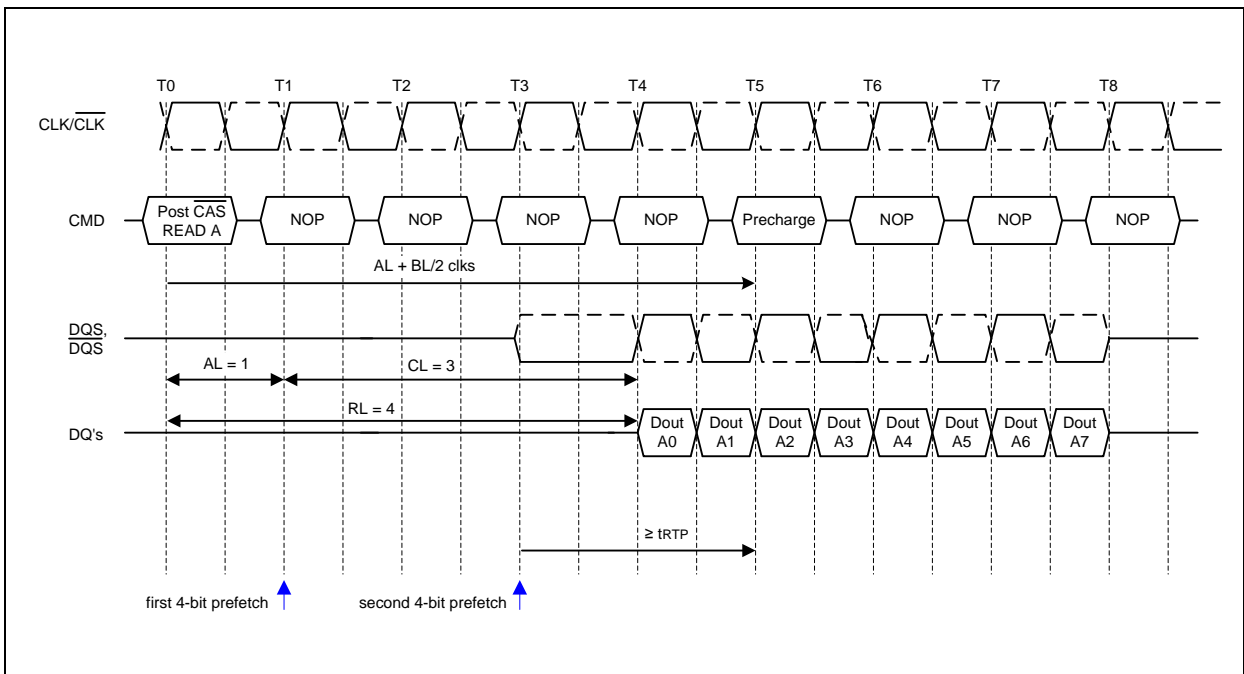 T0 T1 T2 T3 T4 T5 T6 T7 T8
CLK/CLK
CMD
Post CAS
READ A
NOP NOP NOP NOP Precharge NOP NOP NOP
AL + BL/2 clks
DQS,
DQS
AL = 1
CL = 3
RL = 4
DQ's
Dout
A0
Dout
A1
Dout
A2
Dout
A3
Dout
A4
Dout
A5
Dout
A6
Dout
A7
≥ tRTP
first 4-bit prefetch
second 4-bit prefetch